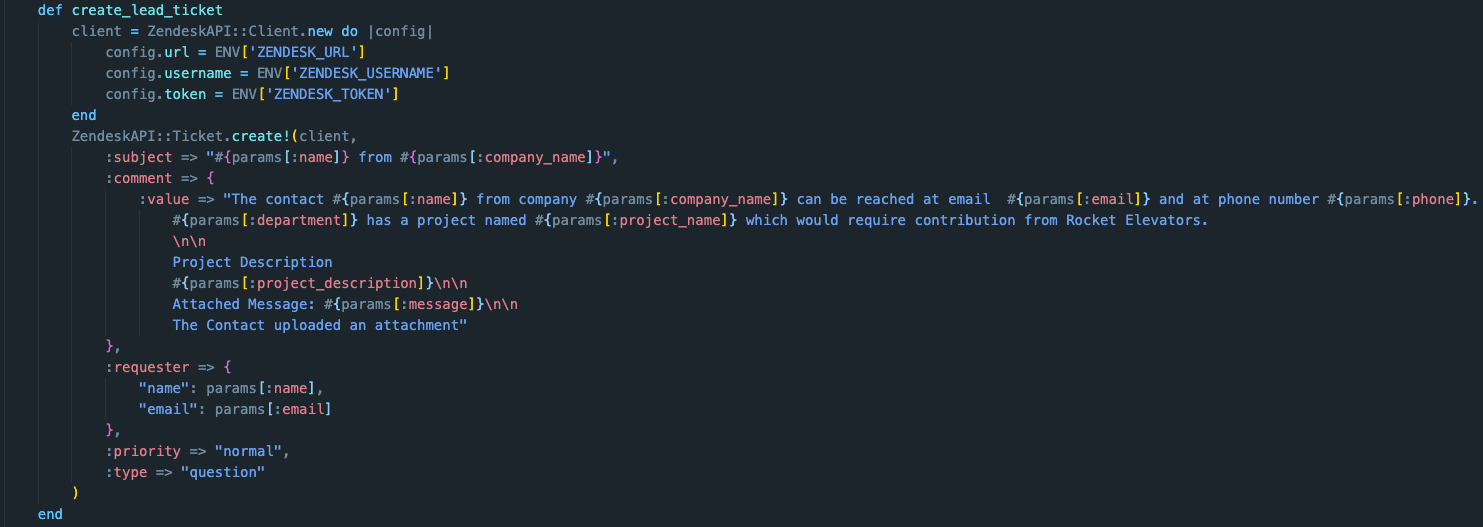 def create_lead_ticket
    client = ZendeskAPI::Client.new do |config|
        config.url = ENV['ZENDESK_URL']
        config.username = ENV['ZENDESK_USERNAME']
        config.token = ENV['ZENDESK_TOKEN']
    end
    ZendeskAPI::Ticket.create!(client,
        :subject => "#{params[:name]} from #{params[:company_name]}",
        :comment => {
            :value => "The contact #{params[:name]} from company #{params[:company_name]} can be reached at email  #{params[:email]} and at phone number #{params[:phone]}.
                #{params[:department]} has a project named #{params[:project_name]} which would require contribution from Rocket Elevators.
                \n\n
                Project Description
                #{params[:project_description]}\n\n
                Attached Message: #{params[:message]}\n\n
                The Contact uploaded an attachment"
        },
        :requester => {
            "name": params[:name],
            "email": params[:email]
        },
        :priority => "normal",
        :type => "question"
    )
end